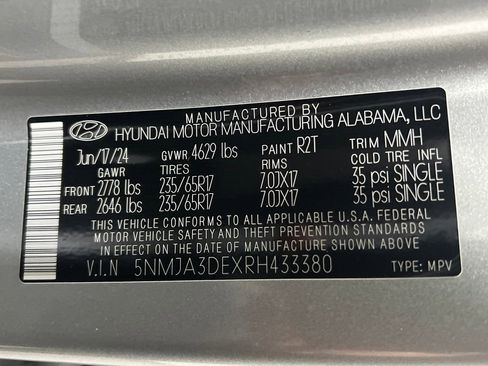 MANUFACTURED BY
HYUNDAI MOTOR MANUFACTURING ALABAMA, LLC
Jun/17/24 GVWR 4629 lbs PAINT R2T TRIM MMH
GAWR TIRES RIMS COLD TIRE INFL
FRONT 2778 lbs 235/65R17 7.0JX17 35 psi SINGLE
REAR 2646 lbs 235/65R17 7.0JX17 35 psi SINGLE
THIS VEHICLE CONFORMS TO ALL APPLICABLE U.S.A. FEDERAL
MOTOR VEHICLE SAFETY AND THEFT PREVENTION STANDARDS
IN EFFECT ON THE DATE OF MANUFACTURE SHOWN ABOVE
V.I.N 5NMJA3DEXRH433380 TYPE: MPV